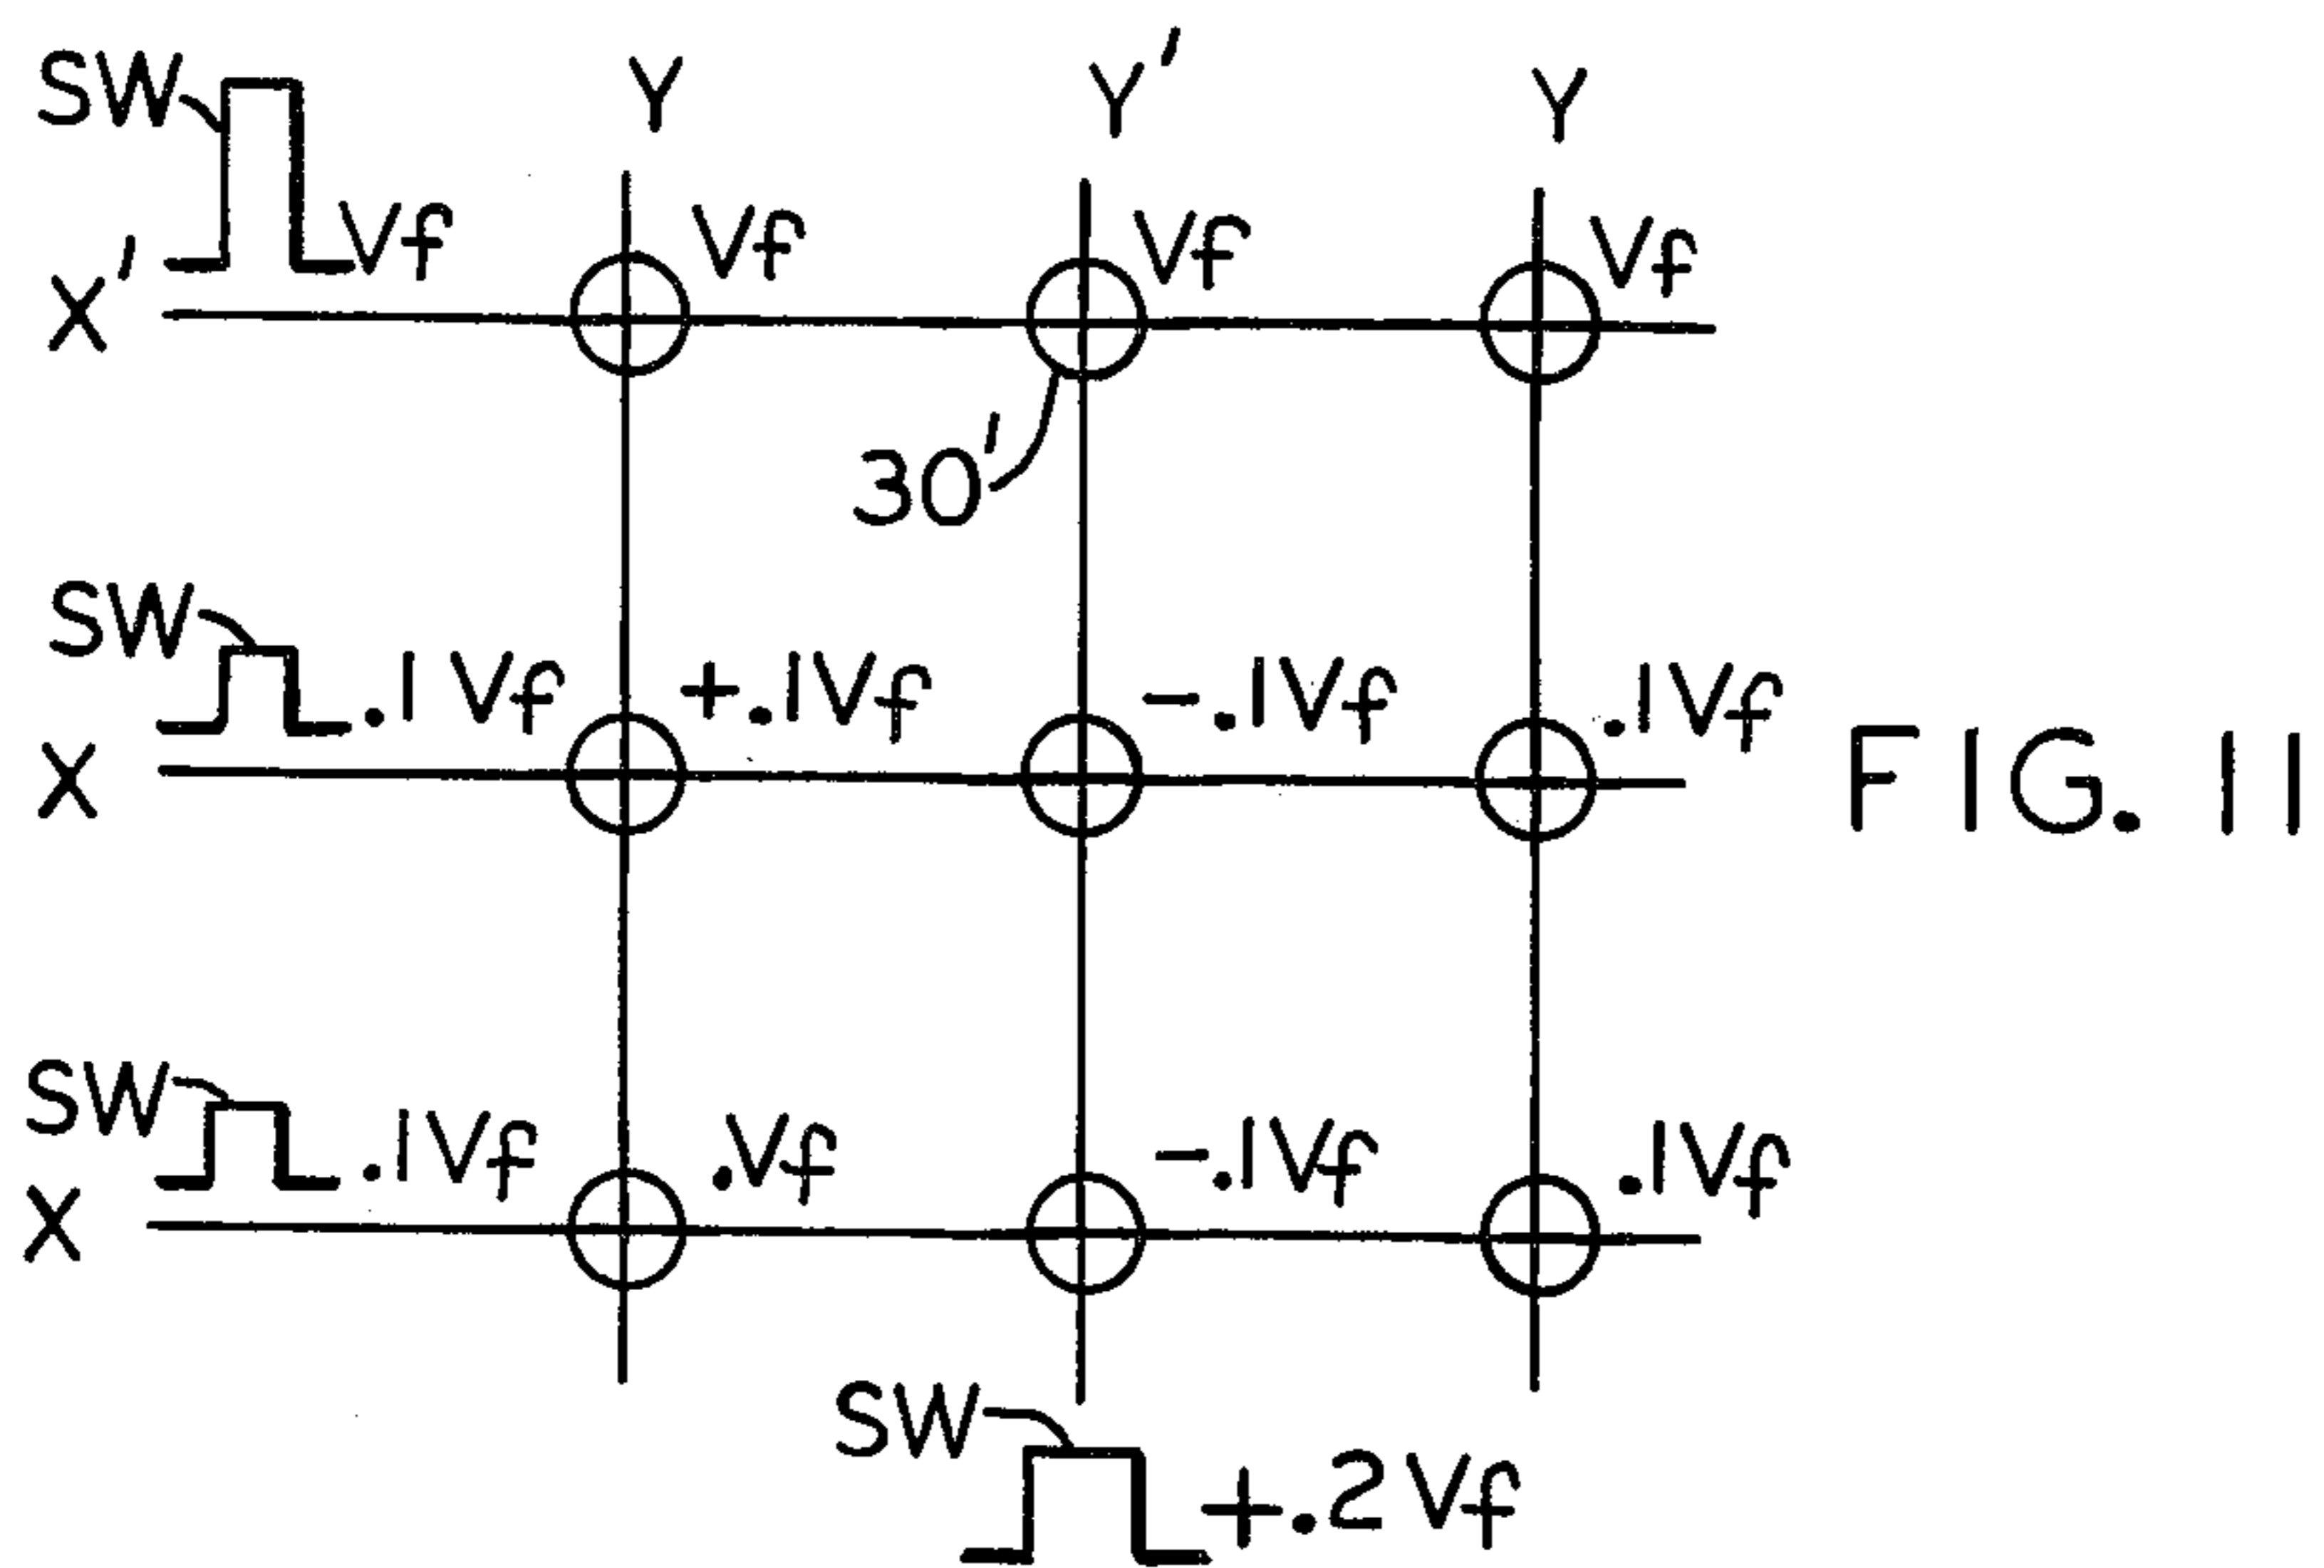 SW Y Y' Y
Vf Vf Vf Vf
X'
30'
SW
.1Vf +.1Vf -.1Vf .1Vf
X
FIG. 11
SW
.1Vf .Vf -.1Vf .1Vf
X
SW
+.2Vf